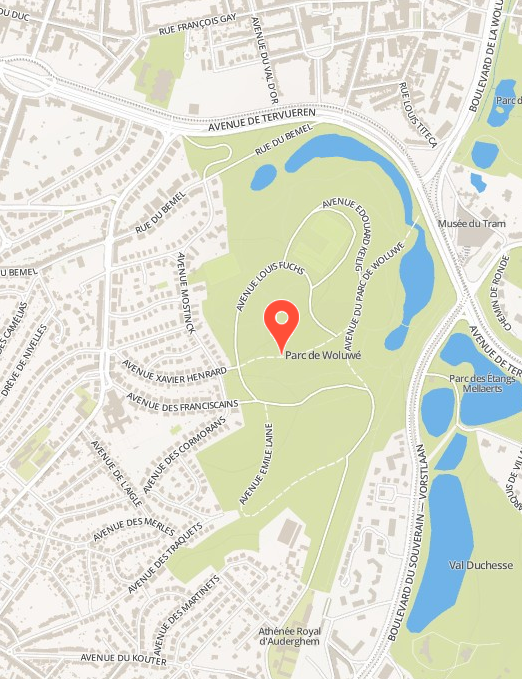 DU DUC
RUE FRANÇOIS GAY
AVENUE DU VAL D'OR
BOULEVARD DE LA WOLU
Parc d
RUE LOUIS TITECA
AVENUE DE TERVUEREN
RUE DU BEMEL
RUE DU BEMEL
AVENUE EDOUARD KEILIG
Musée du Tram
AVENUE MOSTINCK
AVENUE LOUIS FUCHS
AVENUE DU PARC DE WOLUWE
CHEMIN DE RONDE
DU BEMEL
DES CAMÉLIAS
DRÈVE DE NIVELLES
AVENUE DE TER
Parc de Woluwé
AVENUE XAVIER HENRARD
Parc des Étangs
Mellaerts
AVENUE DES FRANCISCAINS
AVENUE DES CORMORANS
AVENUE EMILE LAINE
AVENUE DE L'AIGLE
BOULEVARD DU SOUVERAIN — VORSTLAAN
ARQUIS DE VILL
AVENUE DES MERLES
AVENUE DES TRAQUETS
Val Duchesse
AVENUE DES MARTINETS
Athénée Royal
d'Auderghem
AVENUE DU KOUTER